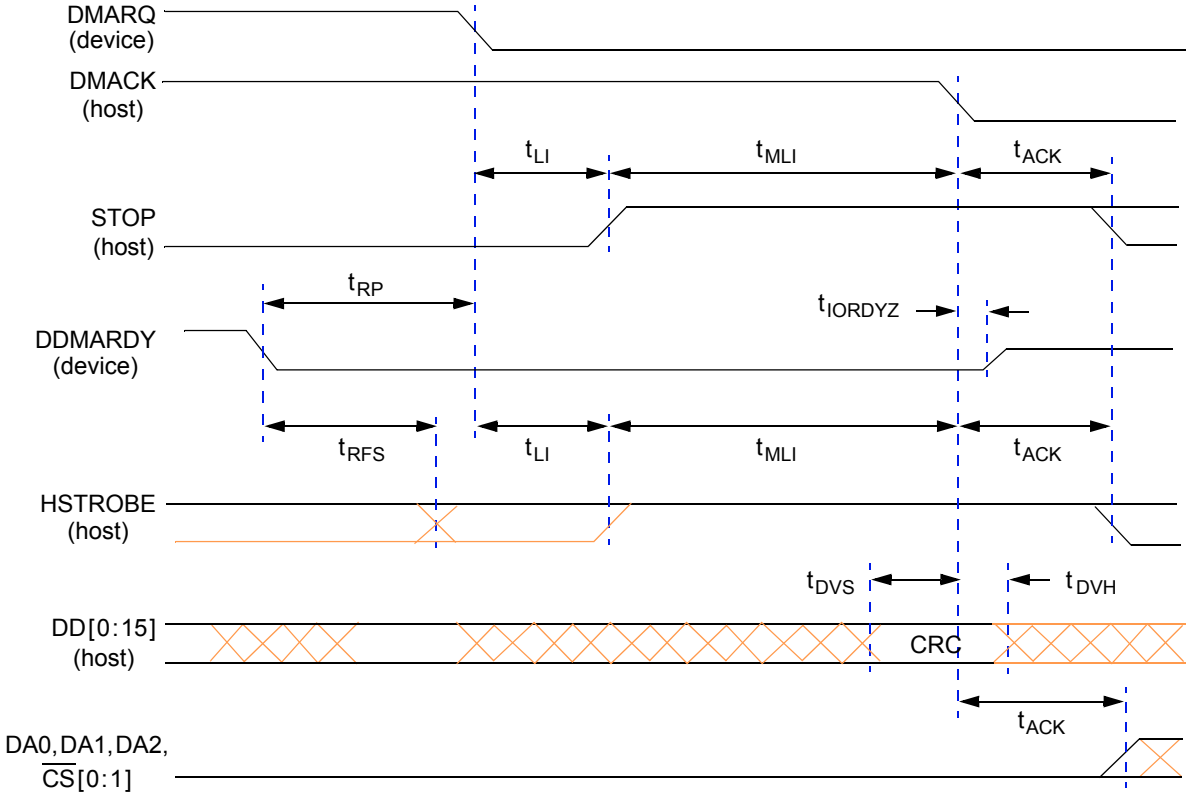 DMARQ
(device)
DMACK
(host)
tLI
tMLI
tACK
STOP
(host)
tRP
tIORDYZ
DDMARDY
(device)
tRFS
tLI
tMLI
tACK
HSTROBE
(host)
tDVS
tDVH
DD[0:15]
(host)
CRC
tACK
DA0,DA1,DA2,
CS[0:1]